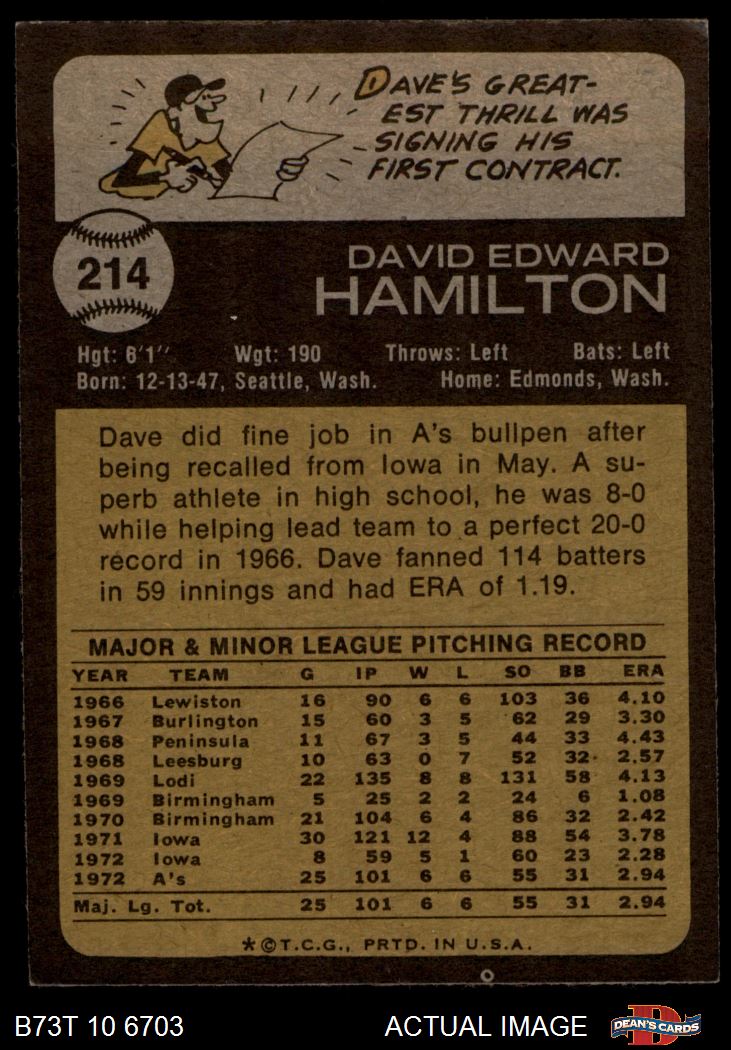 DAVE'S GREAT-
EST THRILL WAS
SIGNING HIS
FIRST CONTRACT.
214
DAVID EDWARD
HAMILTON
Hgt: 6'1" Wgt: 190 Throws: Left Bats: Left
Born: 12-13-47, Seattle, Wash. Home: Edmonds, Wash.
Dave did fine job in A's bullpen after
being recalled from Iowa in May. A su-
perb athlete in high school, he was 8-0
while helping lead team to a perfect 20-0
record in 1966. Dave fanned 114 batters
in 59 innings and had ERA of 1.19.
MAJOR & MINOR LEAGUE PITCHING RECORD
YEAR TEAM G IP W L SO BB ERA
1966 Lewiston 16 90 6 6 103 36 4.10
1967 Burlington 15 60 3 5 62 29 3.30
1968 Peninsula 11 67 3 5 44 33 4.43
1968 Leesburg 10 63 0 7 52 32 2.57
1969 Lodi 22 135 8 8 131 58 4.13
1969 Birmingham 5 25 2 2 24 6 1.08
1970 Birmingham 21 104 6 4 86 32 2.42
1971 Iowa 30 121 12 4 88 54 3.78
1972 Iowa 8 59 5 1 60 23 2.28
1972 A's 25 101 6 6 55 31 2.94
Maj. Lg. Tot. 25 101 6 6 55 31 2.94
*©T.C.G., PRTD. IN U.S.A.
B73T 10 6703 ACTUAL IMAGE DEAN'S CARDS